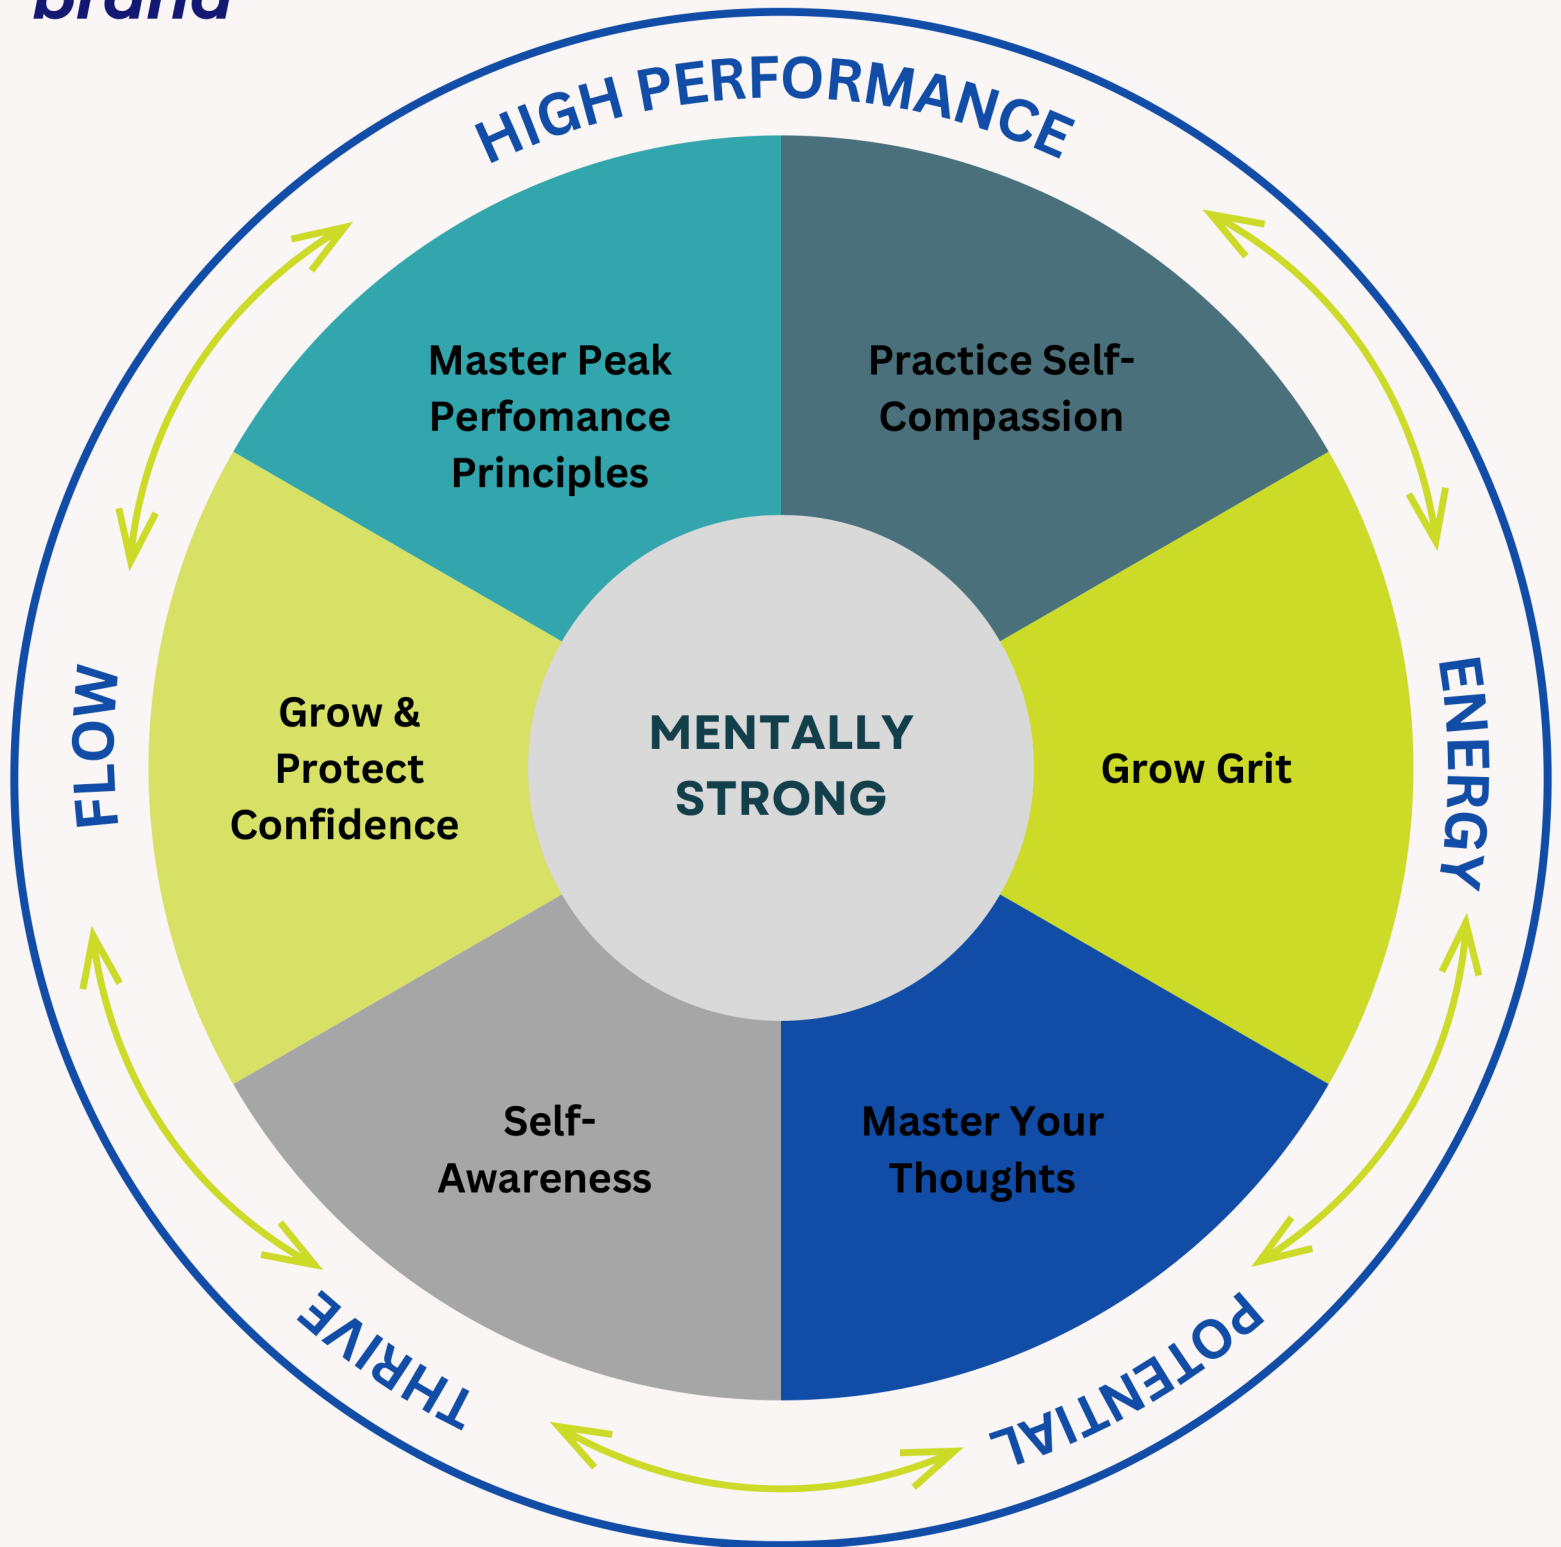 brand
HIGH PERFORMANCE
Master Peak
Perfomance
Principles
Practice Self-
Compassion
Grow &
Protect
Confidence
MENTALLY
STRONG
Grow Grit
FLOW
ENERGY
Self-
Awareness
Master Your
Thoughts
THRIVE
POTENTIAL